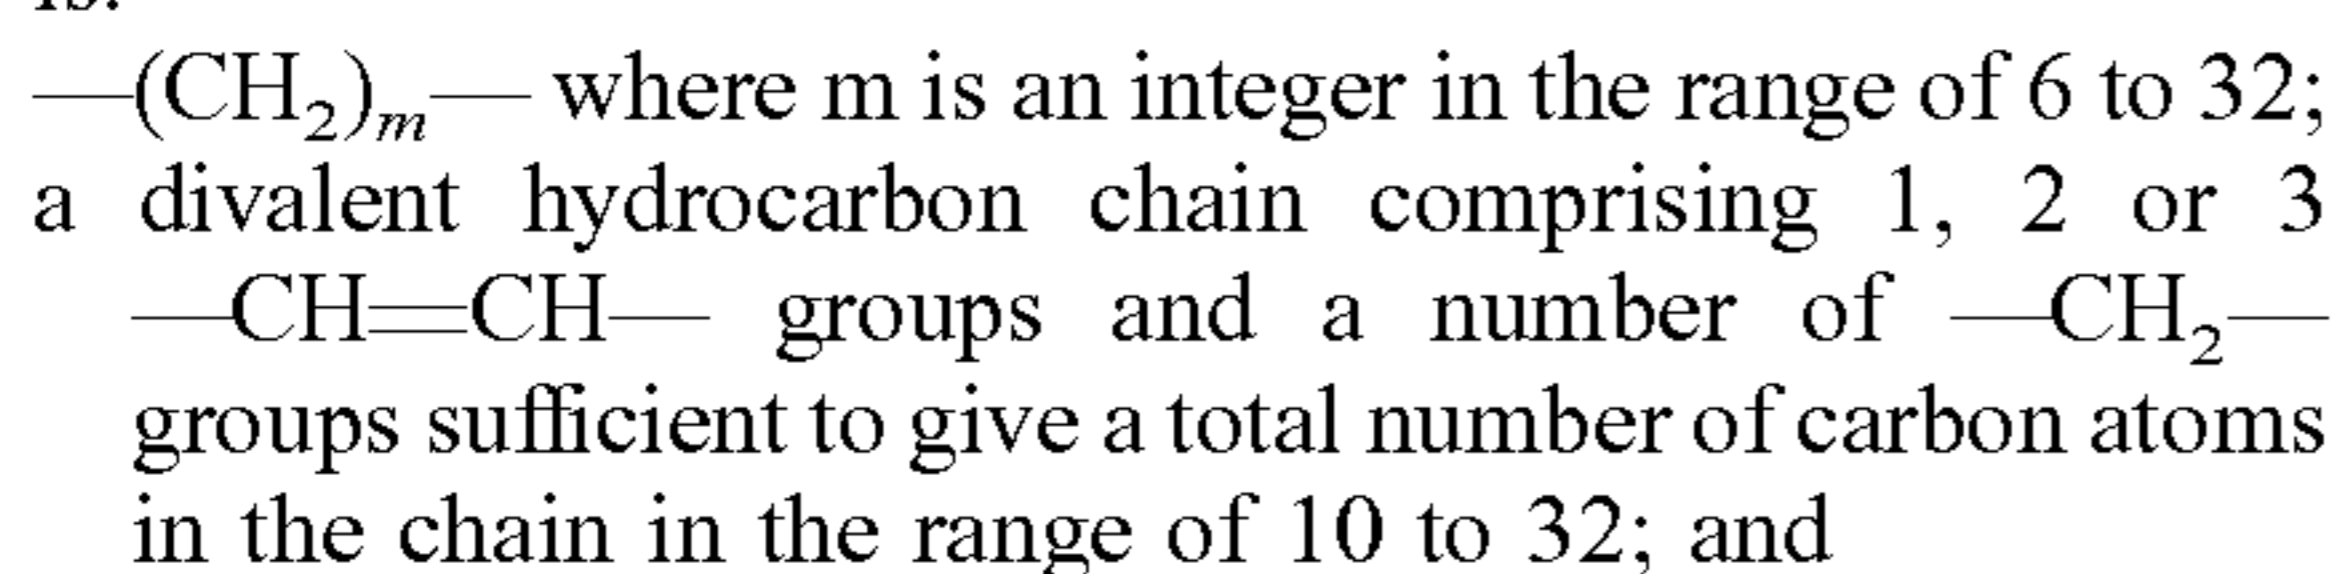 —(CH₂)ₘ— where m is an integer in the range of 6 to 32;
a divalent hydrocarbon chain comprising 1, 2 or 3
—CH=CH— groups and a number of —CH₂—
groups sufficient to give a total number of carbon atoms
in the chain in the range of 10 to 32; and